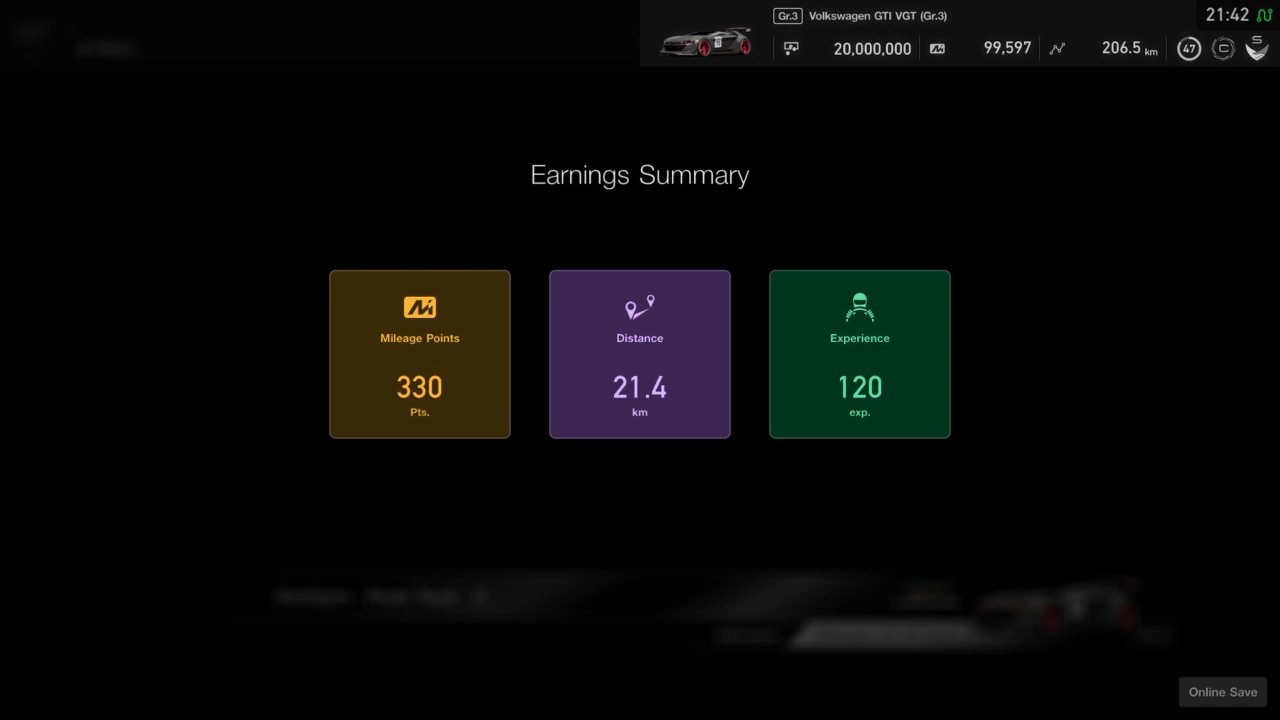 Gr.3 Volkswagen GTI VGT (Gr.3)
21:42
20,000,000 99,597 206.5 km 47 C S
Earnings Summary
Mileage Points
330
Pts.
Distance
21.4
km
Experience
120
exp.
Online Save